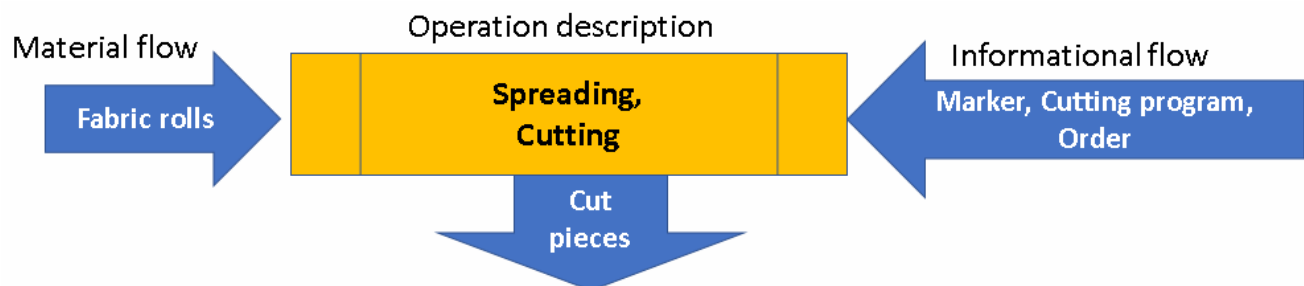 Operation description
Material flow
Informational flow
Fabric rolls
Spreading,
Cutting
Marker, Cutting program,
Order
Cut
pieces